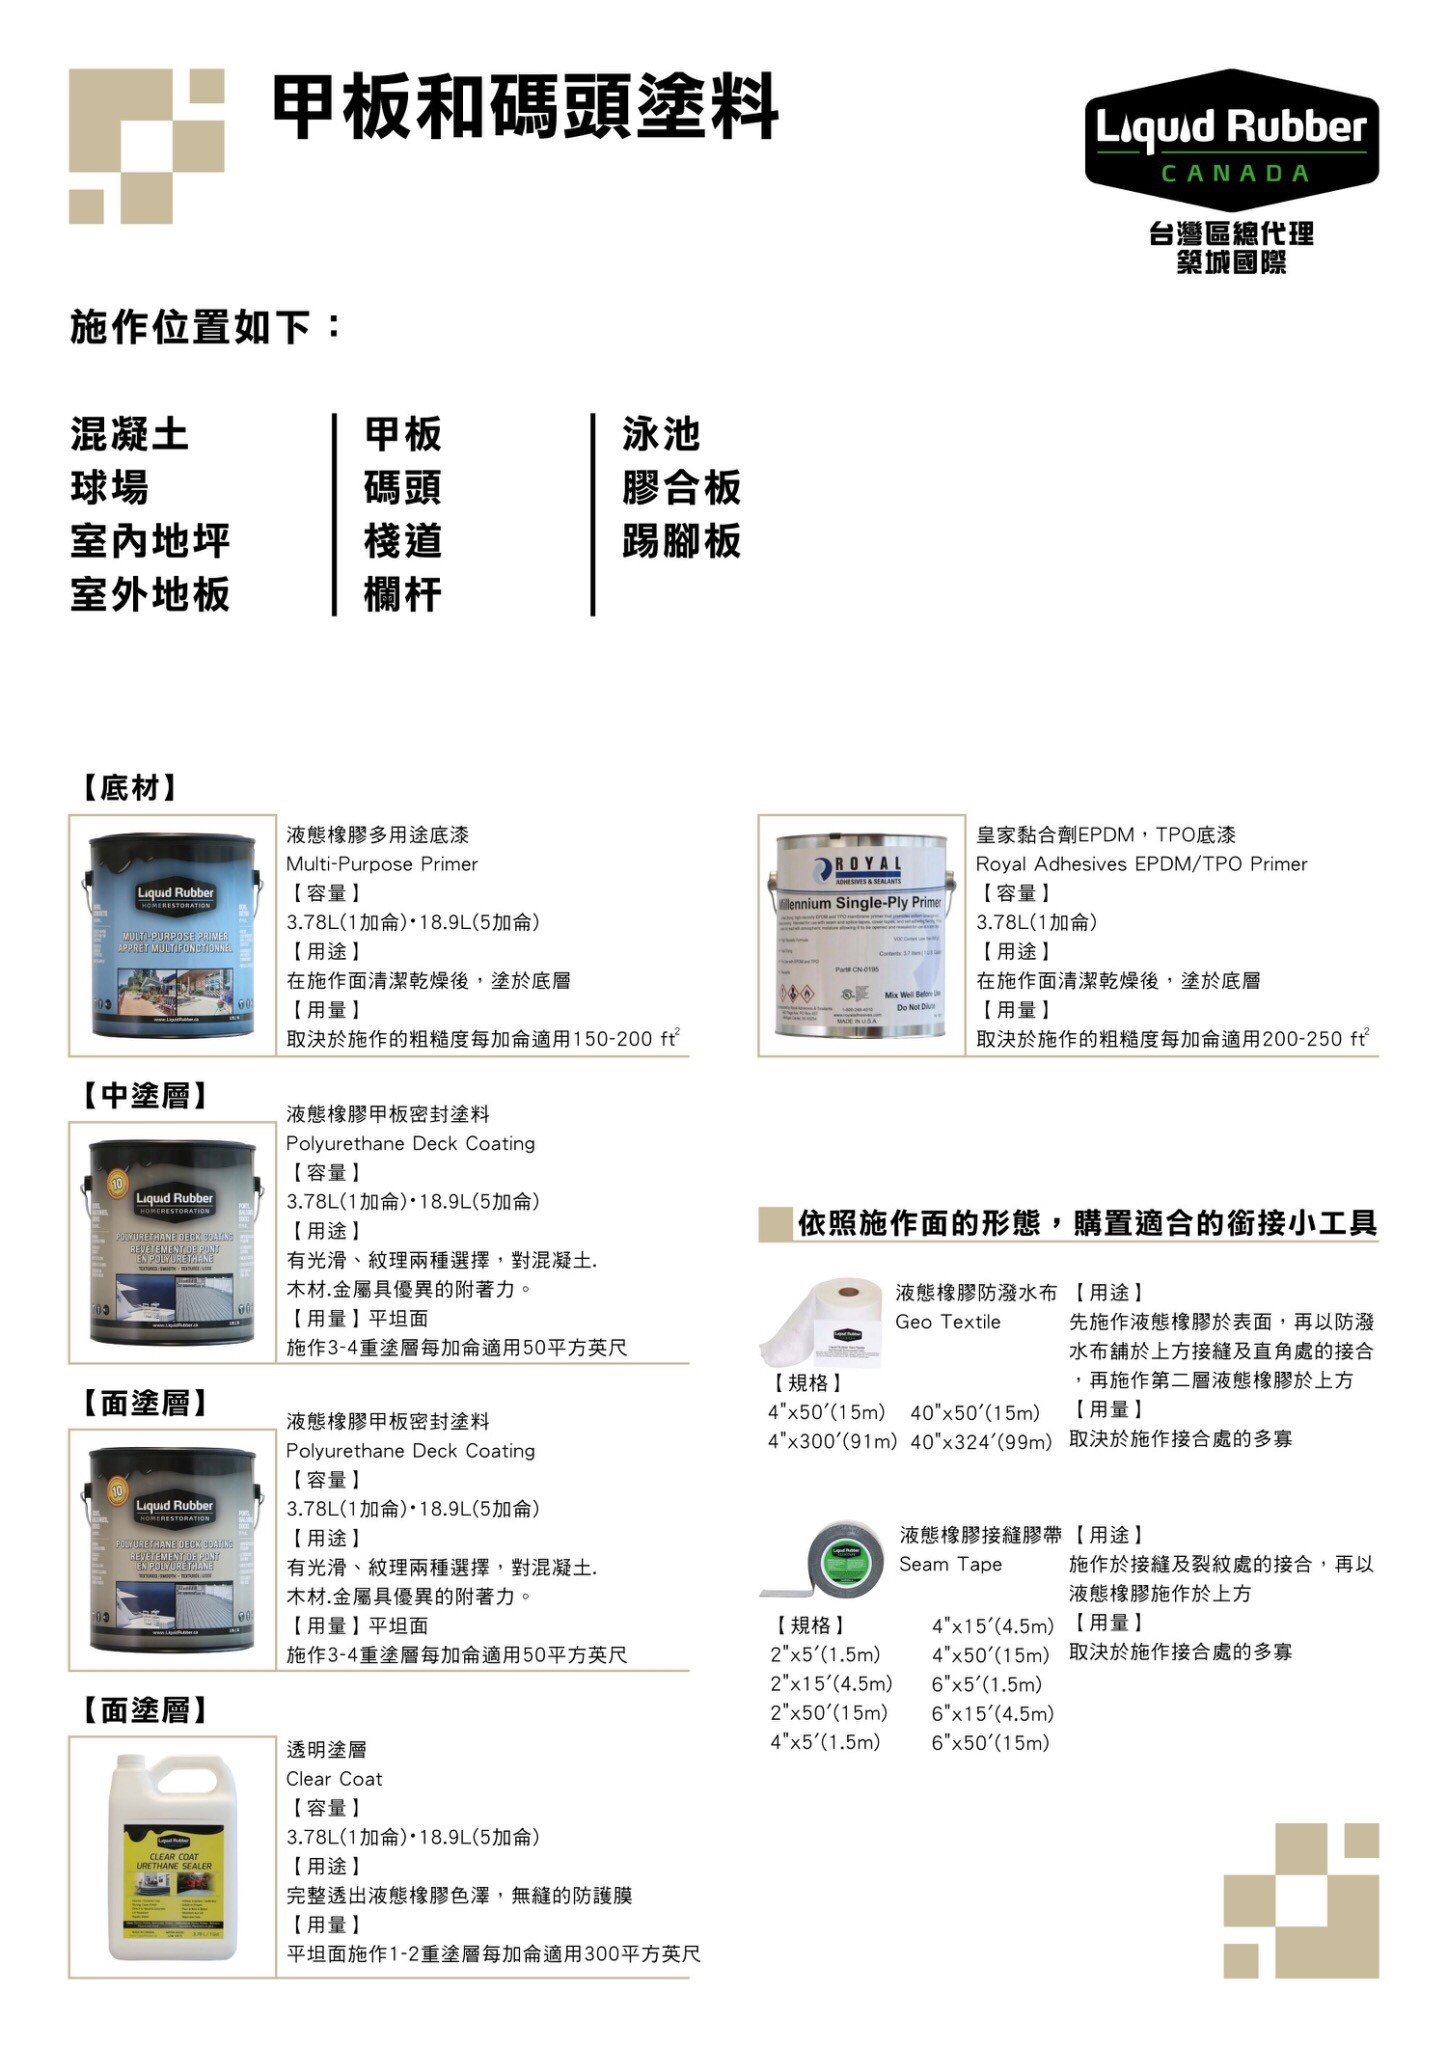 甲板和碼頭塗料
Liquid Rubber
CANADA
台灣區總代理
築城國際
施作位置如下：
混凝土
球場
室內地坪
室外地板
甲板
碼頭
棧道
欄杆
泳池
膠合板
踢腳板
【底材】
Liquid Rubber
HOMERESTORATION
MULTI-PURPOSE PRIMER
APPRÊT MULTIFONCTIONNEL
液態橡膠多用途底漆
Multi-Purpose Primer
【容量】
3.78L(1加侖)•18.9L(5加侖)
【用途】
在施作面清潔乾燥後，塗於底層
【用量】
取決於施作的粗糙度每加侖適用150-200 ft²
ROYAL
ADHESIVES & SEALANTS
Millennium Single-Ply Primer
Part# CN-0195
Mix Well Before Use
Do Not Dilute
MADE IN U.S.A
皇家黏合劑EPDM，TPO底漆
Royal Adhesives EPDM/TPO Primer
【容量】
3.78L(1加侖)
【用途】
在施作面清潔乾燥後，塗於底層
【用量】
取決於施作的粗糙度每加侖適用200-250 ft²
【中塗層】
10
Liquid Rubber
HOMERESTORATION
POLYURETHANE DECK COATING
REVÊTEMENT DE PONT
EN POLYURÉTHANE
液態橡膠甲板密封塗料
Polyurethane Deck Coating
【容量】
3.78L(1加侖)•18.9L(5加侖)
【用途】
有光滑、紋理兩種選擇，對混凝土.
木材.金屬具優異的附著力。
【用量】平坦面
施作3-4重塗層每加侖適用50平方英尺
【面塗層】
10
Liquid Rubber
HOMERESTORATION
POLYURETHANE DECK COATING
REVÊTEMENT DE PONT
EN POLYURÉTHANE
液態橡膠甲板密封塗料
Polyurethane Deck Coating
【容量】
3.78L(1加侖)•18.9L(5加侖)
【用途】
有光滑、紋理兩種選擇，對混凝土.
木材.金屬具優異的附著力。
【用量】平坦面
施作3-4重塗層每加侖適用50平方英尺
【面塗層】
Liquid Rubber
CLEAR COAT
URETHANE SEALER
透明塗層
Clear Coat
【容量】
3.78L(1加侖)•18.9L(5加侖)
【用途】
完整透出液態橡膠色澤，無縫的防護膜
【用量】
平坦面施作1-2重塗層每加侖適用300平方英尺
依照施作面的形態，購置適合的銜接小工具
Liquid Rubber
液態橡膠防潑水布
Geo Textile
【規格】
4"x50′(15m) 40"x50′(15m)
4"x300′(91m) 40"x324′(99m)
【用途】
先施作液態橡膠於表面，再以防潑
水布舖於上方接縫及直角處的接合
，再施作第二層液態橡膠於上方
【用量】
取決於施作接合處的多寡
Liquid Rubber
液態橡膠接縫膠帶
Seam Tape
【規格】
2"x5′(1.5m)
2"x15′(4.5m)
2"x50′(15m)
4"x5′(1.5m)
4"x15′(4.5m)
4"x50′(15m)
6"x5′(1.5m)
6"x15′(4.5m)
6"x50′(15m)
【用途】
施作於接縫及裂紋處的接合，再以
液態橡膠施作於上方
【用量】
取決於施作接合處的多寡